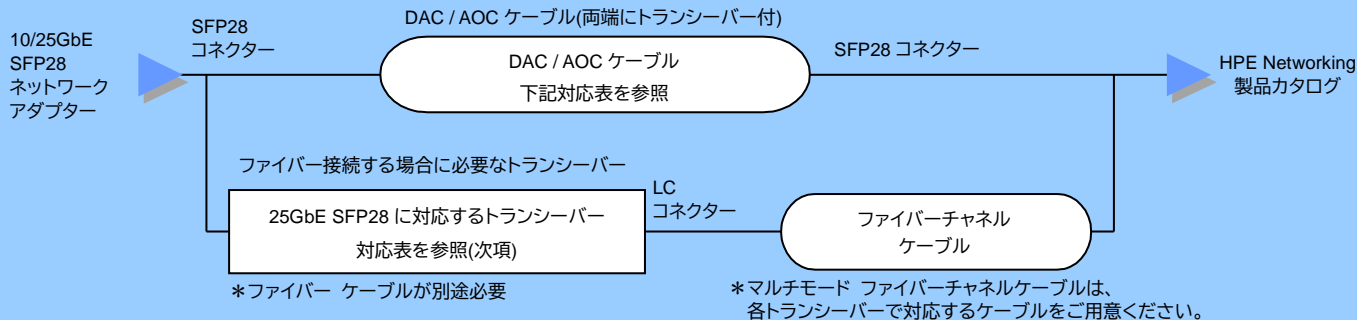 10/25GbE
SFP28
ネットワーク
アダプター
SFP28
コネクター
DAC / AOC ケーブル(両端にトランシーバー付)
DAC / AOC ケーブル
下記対応表を参照
SFP28 コネクター
HPE Networking
製品カタログ
ファイバー接続する場合に必要なトランシーバー
25GbE SFP28 に対応するトランシーバー
対応表を参照(次項)
LC
コネクター
ファイバーチャネル
ケーブル
*ファイバー ケーブルが別途必要
*マルチモード ファイバーチャネルケーブルは、
各トランシーバーで対応するケーブルをご用意ください。